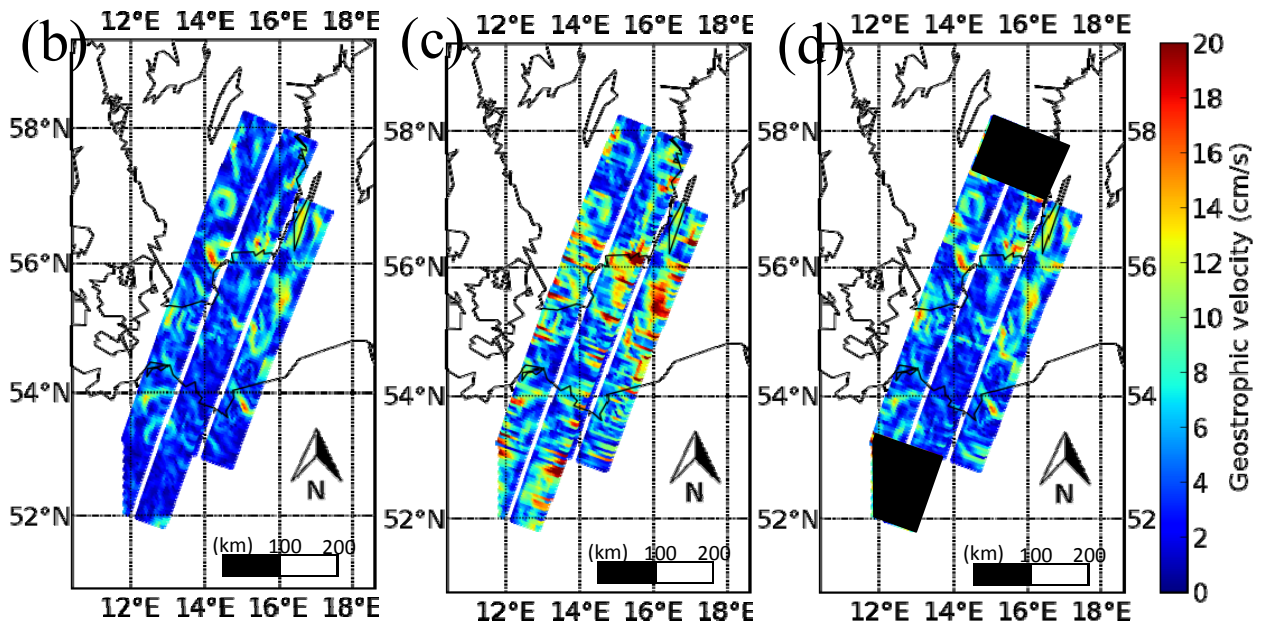 (b) 12°E 14°E 16°E 18°E (c) 12°E 14°E 16°E 18°E (d) 12°E 14°E 16°E 18°E
20
18
58°N 58°N 58°N 58
16
14
56°N 56°N 56°N 56
12
10
54°N 54°N 54°N 54
8
6
4
52°N 52°N 52°N 52
2
0
N N N
(km) 100 200 (km) 100 200 (km) 100 200
12°E 14°E 16°E 18°E 12°E 14°E 16°E 18°E 12°E 14°E 16°E 18°E
Geostrophic velocity (cm/s)